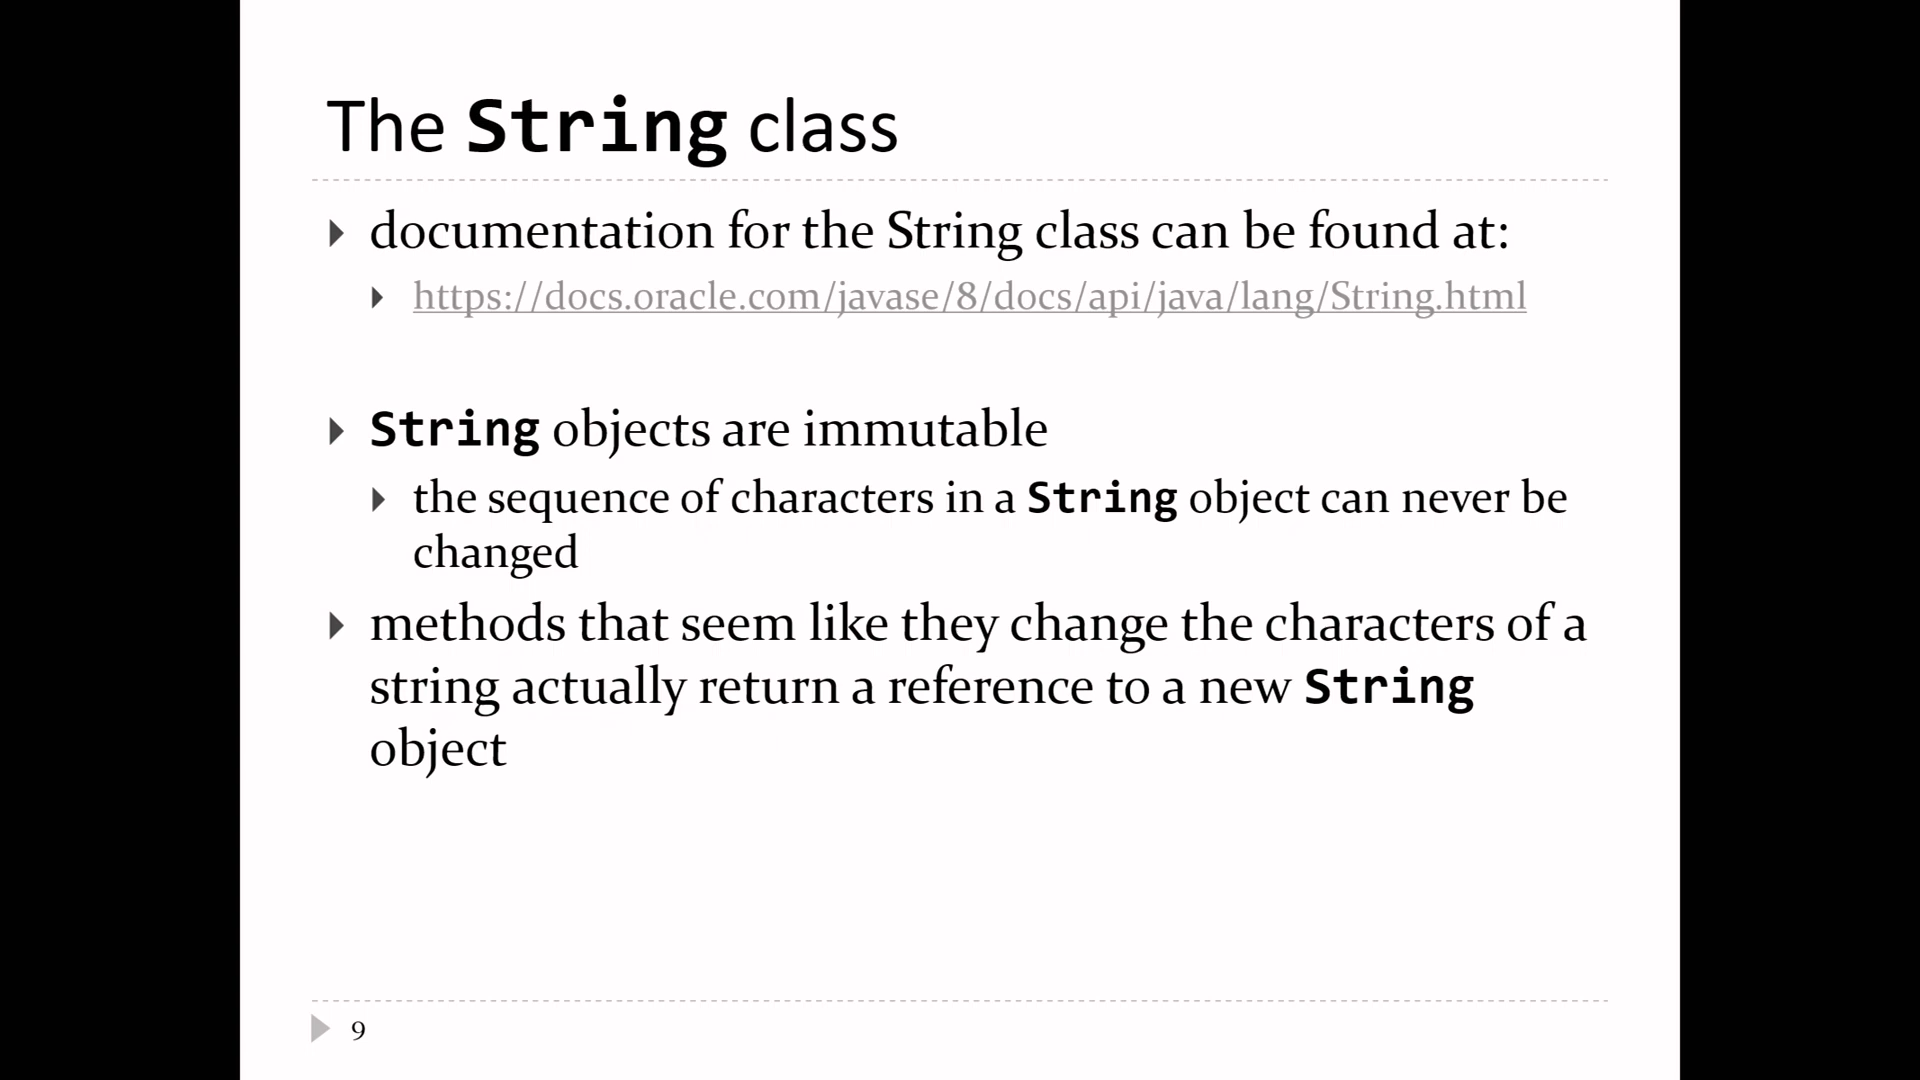 The String class
documentation for the String class can be found at:
https://docs.oracle.com/javase/8/docs/api/java/lang/String.html
String objects are immutable
the sequence of characters in a String object can never be
changed
methods that seem like they change the characters of a
string actually return a reference to a new String
object
9